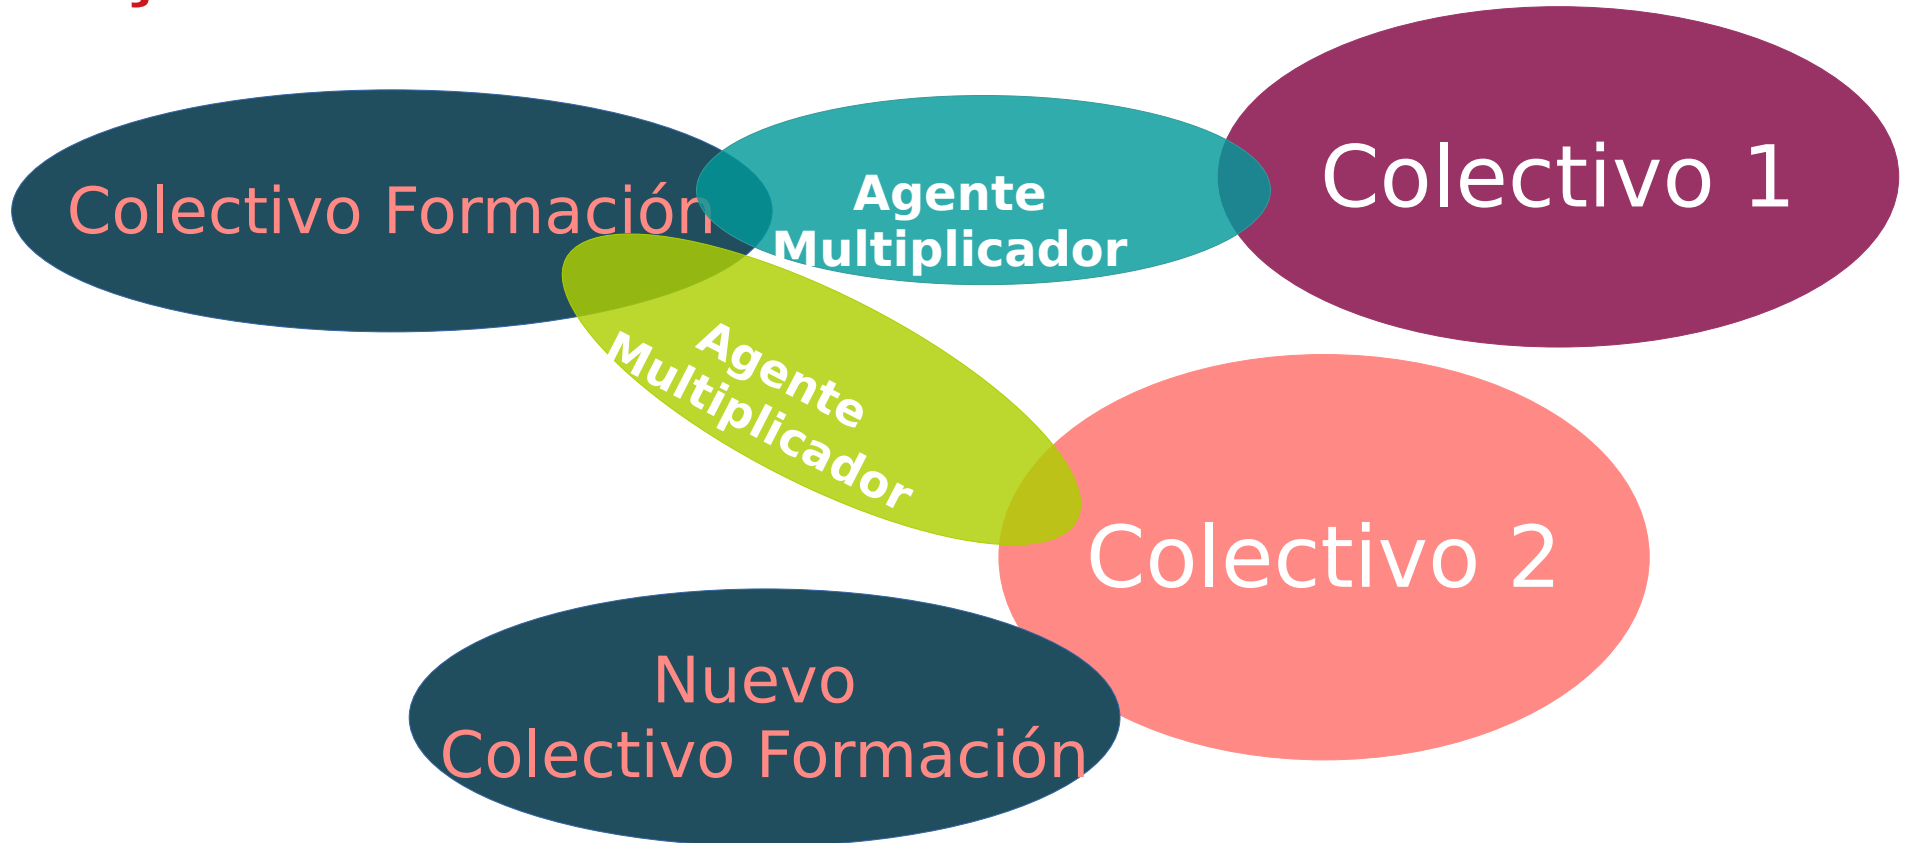 Colectivo Formación
Agente
Multiplicador
Colectivo 1
Agente
Multiplicador
Colectivo 2
Nuevo
Colectivo Formación